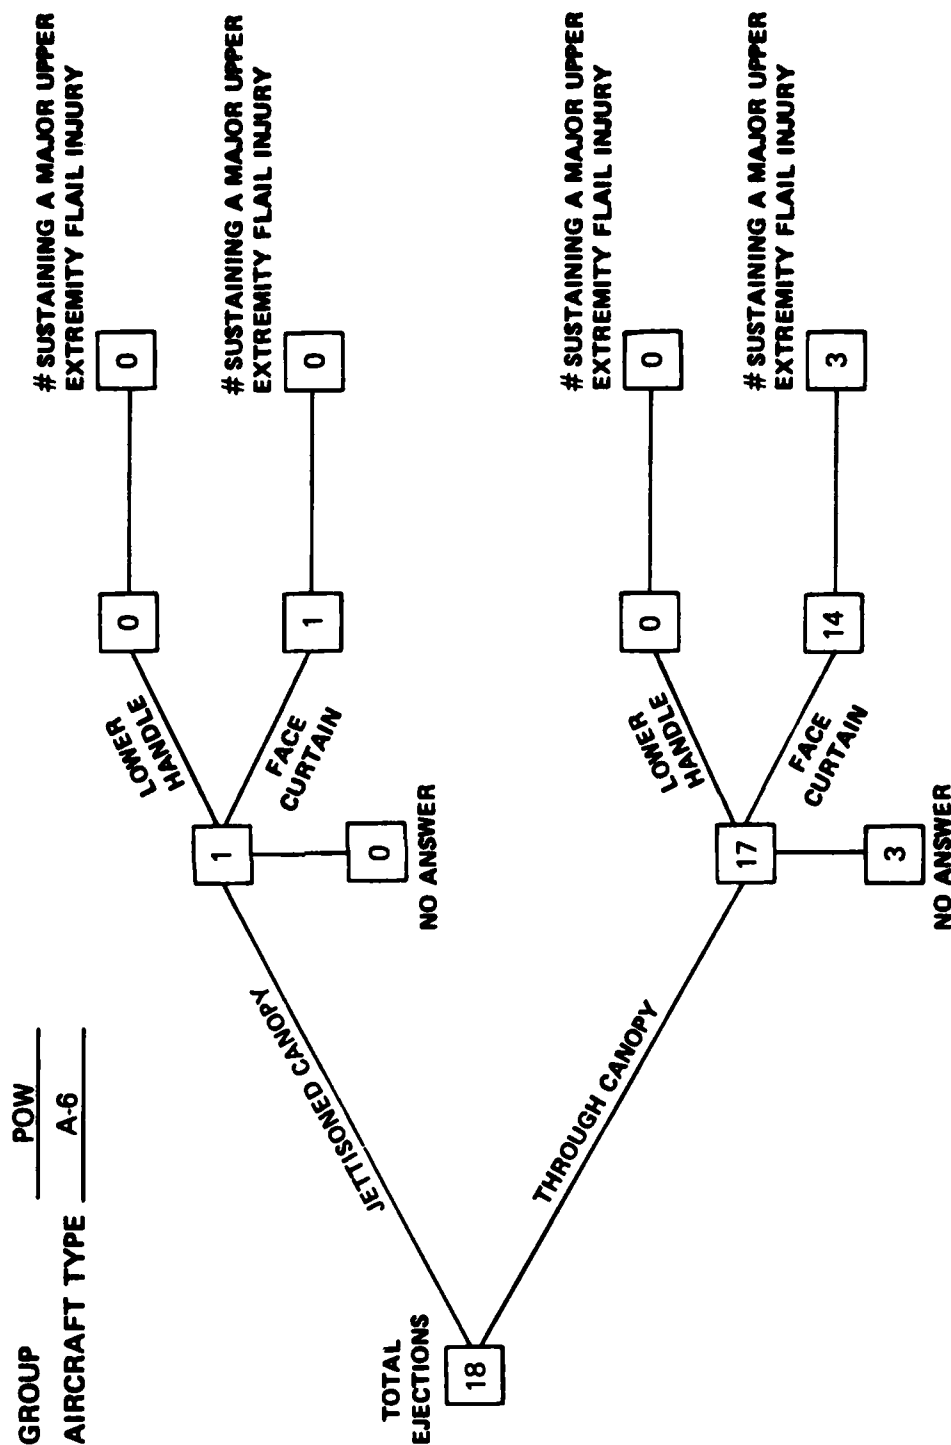 GROUP POW
AIRCRAFT TYPE A-6
# SUSTAINING A MAJOR UPPER
EXTREMITY FLAIL INJURY
LOWER
HANDLE
0
0
1
# SUSTAINING A MAJOR UPPER
EXTREMITY FLAIL INJURY
FACE
CURTAIN
1
0
0
NO ANSWER
JETTISONED CANOPY
TOTAL
EJECTIONS
18
THROUGH CANOPY
# SUSTAINING A MAJOR UPPER
EXTREMITY FLAIL INJURY
LOWER
HANDLE
0
0
17
# SUSTAINING A MAJOR UPPER
EXTREMITY FLAIL INJURY
FACE
CURTAIN
14
3
3
NO ANSWER